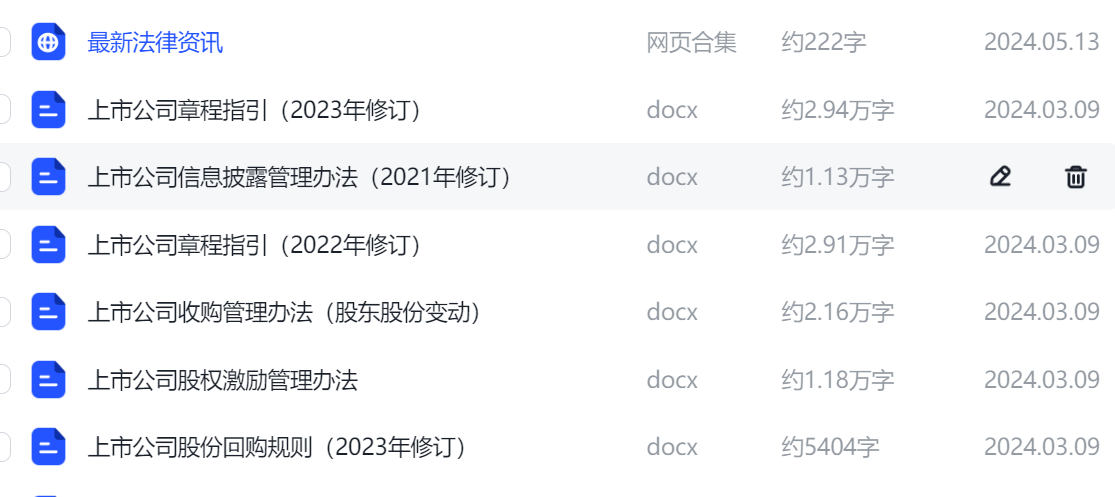 最新法律资讯 网页合集 约222字 2024.05.13
上市公司章程指引（2023年修订） docx 约2.94万字 2024.03.09
上市公司信息披露管理办法（2021年修订） docx 约1.13万字
上市公司章程指引（2022年修订） docx 约2.91万字 2024.03.09
上市公司收购管理办法（股东股份变动） docx 约2.16万字 2024.03.09
上市公司股权激励管理办法 docx 约1.18万字 2024.03.09
上市公司股份回购规则（2023年修订） docx 约5404字 2024.03.09